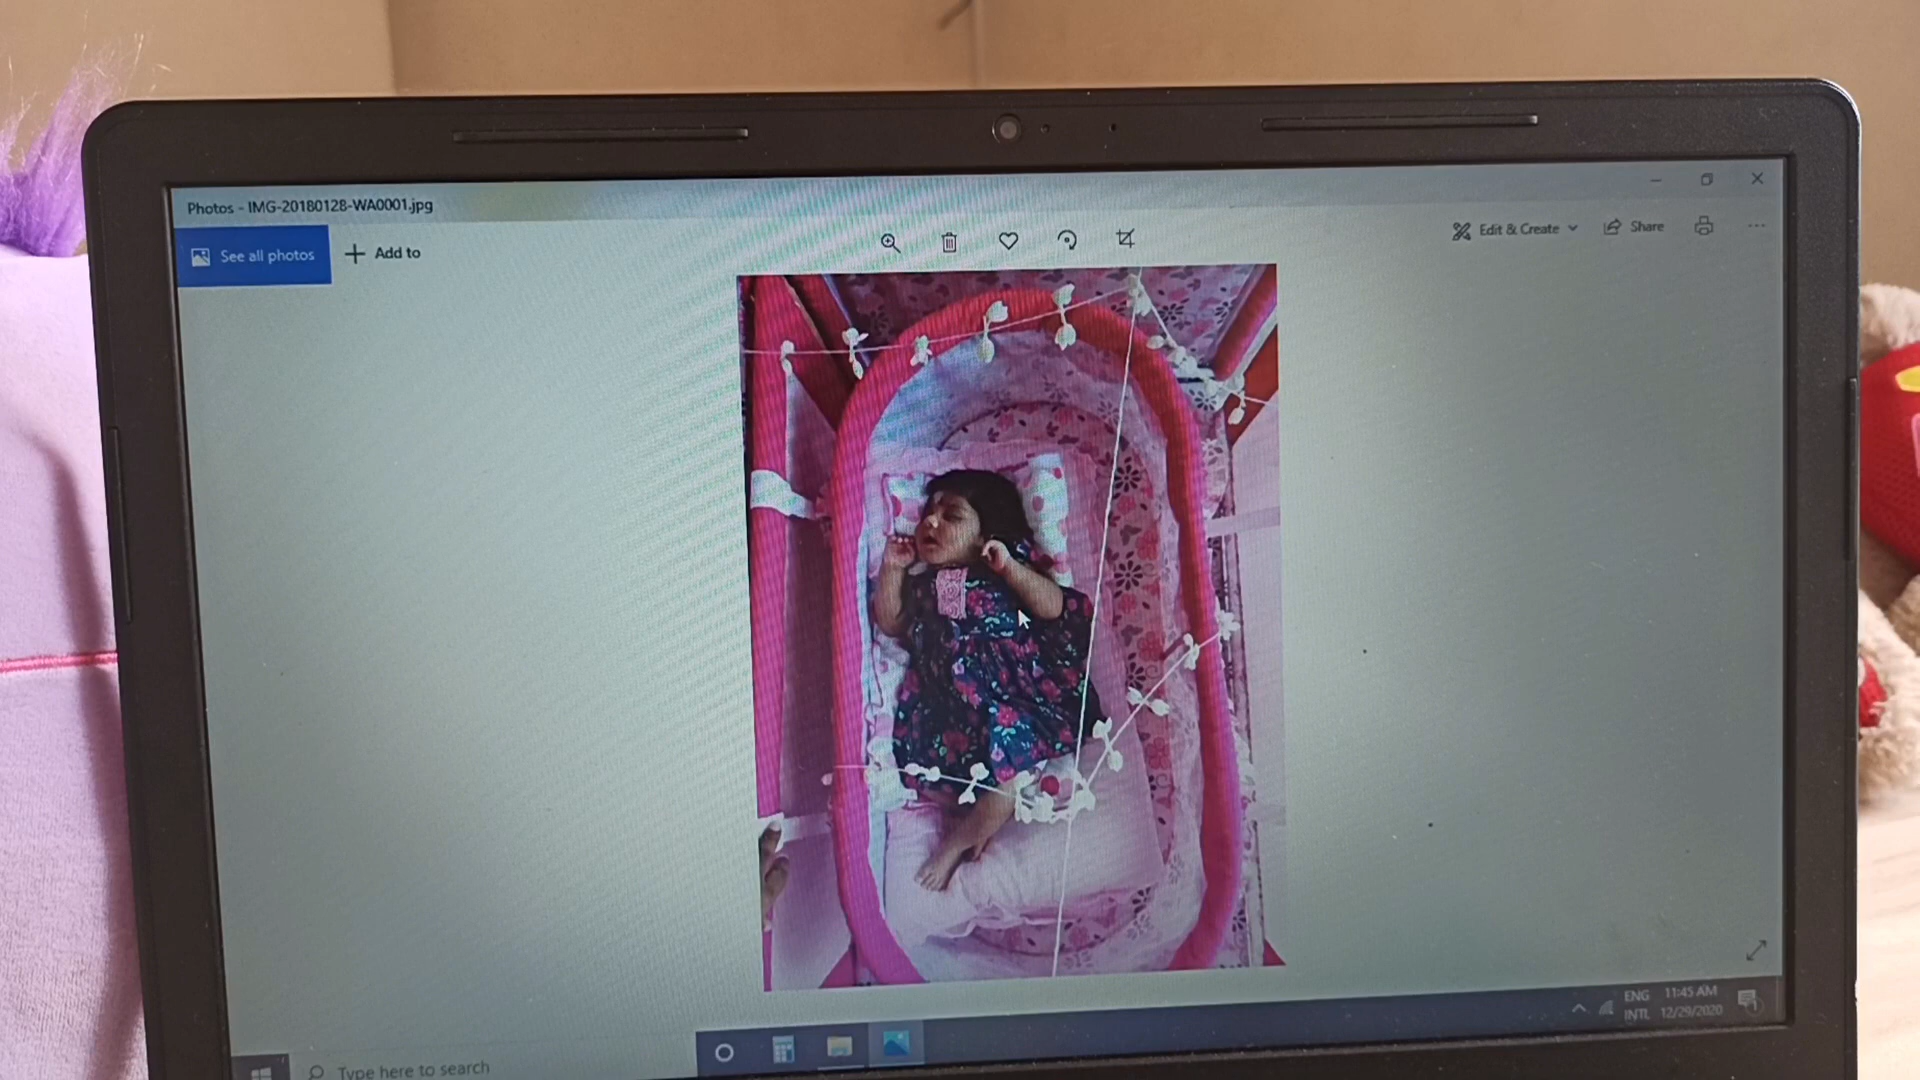 Photos - IMG-20180128-WA0001.jpg
See all photos
Add to
Edit & Create
Share
ENG
INTL
11:45 AM
12/29/2020
Type here to search